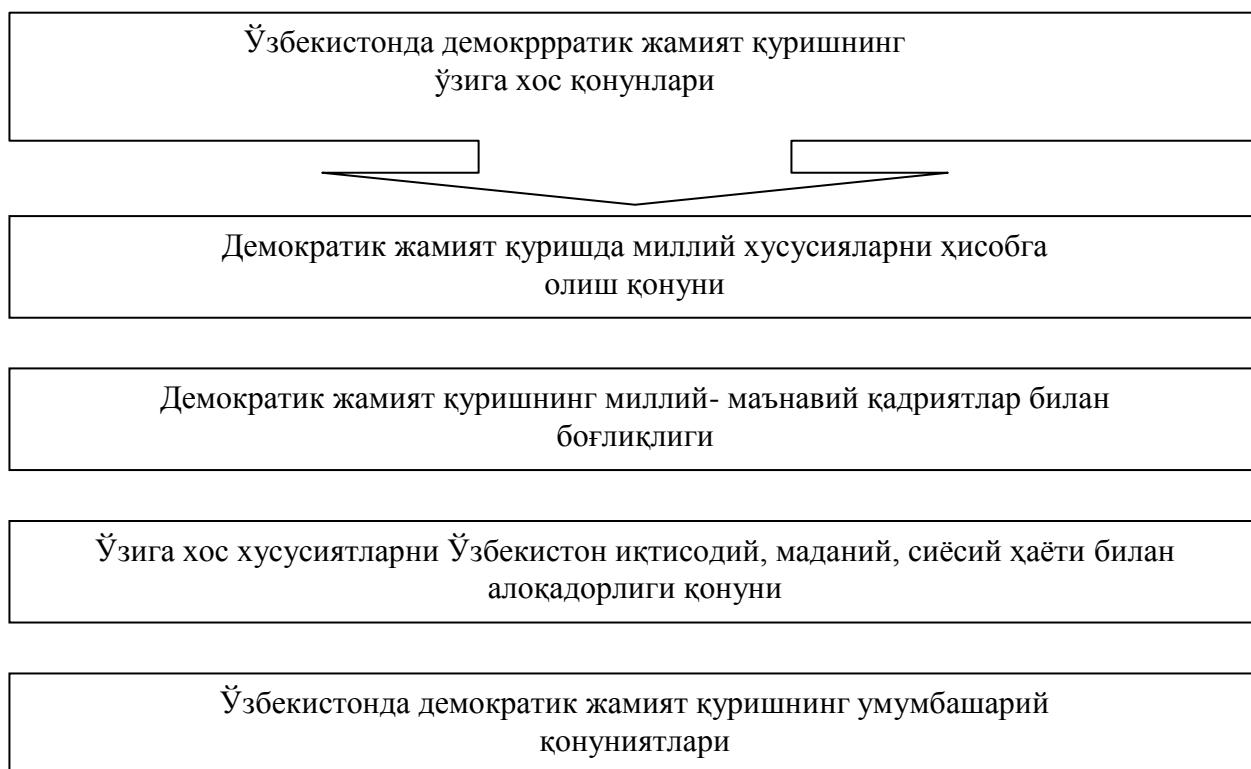 Ўзбекистонда демокррратик жамият қуришнинг
ўзига хос қонунлари
Демократик жамият қуришда миллий хусусияларни ҳисобга
олиш қонуни
Демократик жамият қуришнинг миллий- маънавий қадриятлар билан
боғлиқлиги
Ўзига хос хусусиятларни Ўзбекистон иқтисодий, маданий, сиёсий ҳаёти билан
алоқадорлиги қонуни
Ўзбекистонда демократик жамият қуришнинг умумбашарий
қонуниятлари